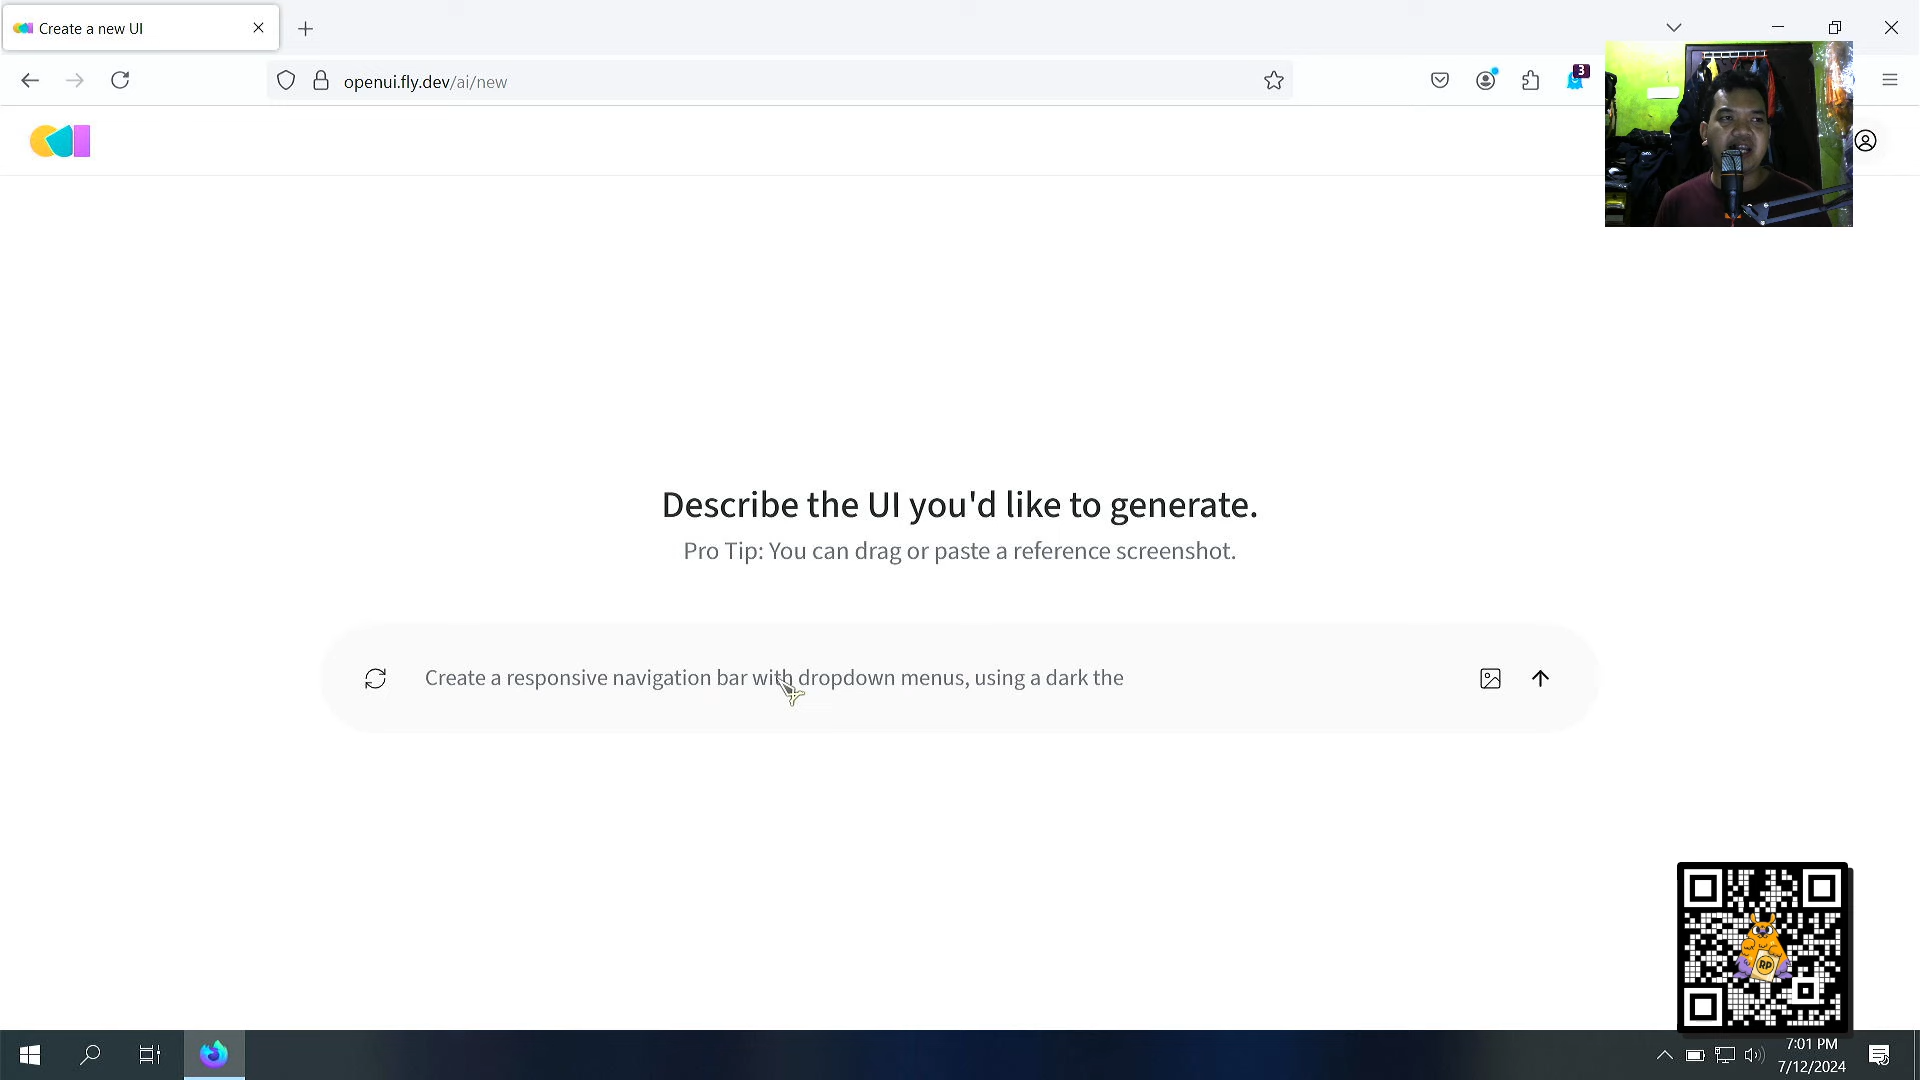 Create a new UI
openui.fly.dev/ai/new
3
Describe the UI you'd like to generate.
Pro Tip: You can drag or paste a reference screenshot.
Create a responsive navigation bar with dropdown menus, using a dark the
RP
7:01 PM
7/12/2024